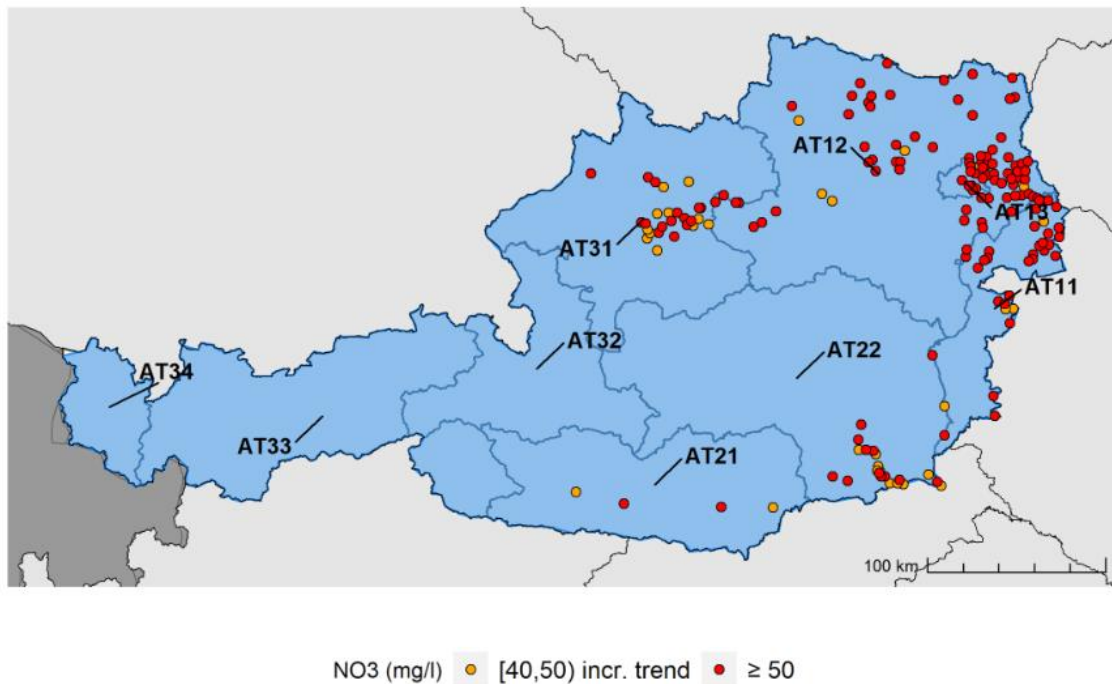 AT12
AT13
AT31
AT11
AT32
AT22
AT34
AT33
AT21
100 km
NO3 (mg/l) [40,50) incr. trend ≥ 50